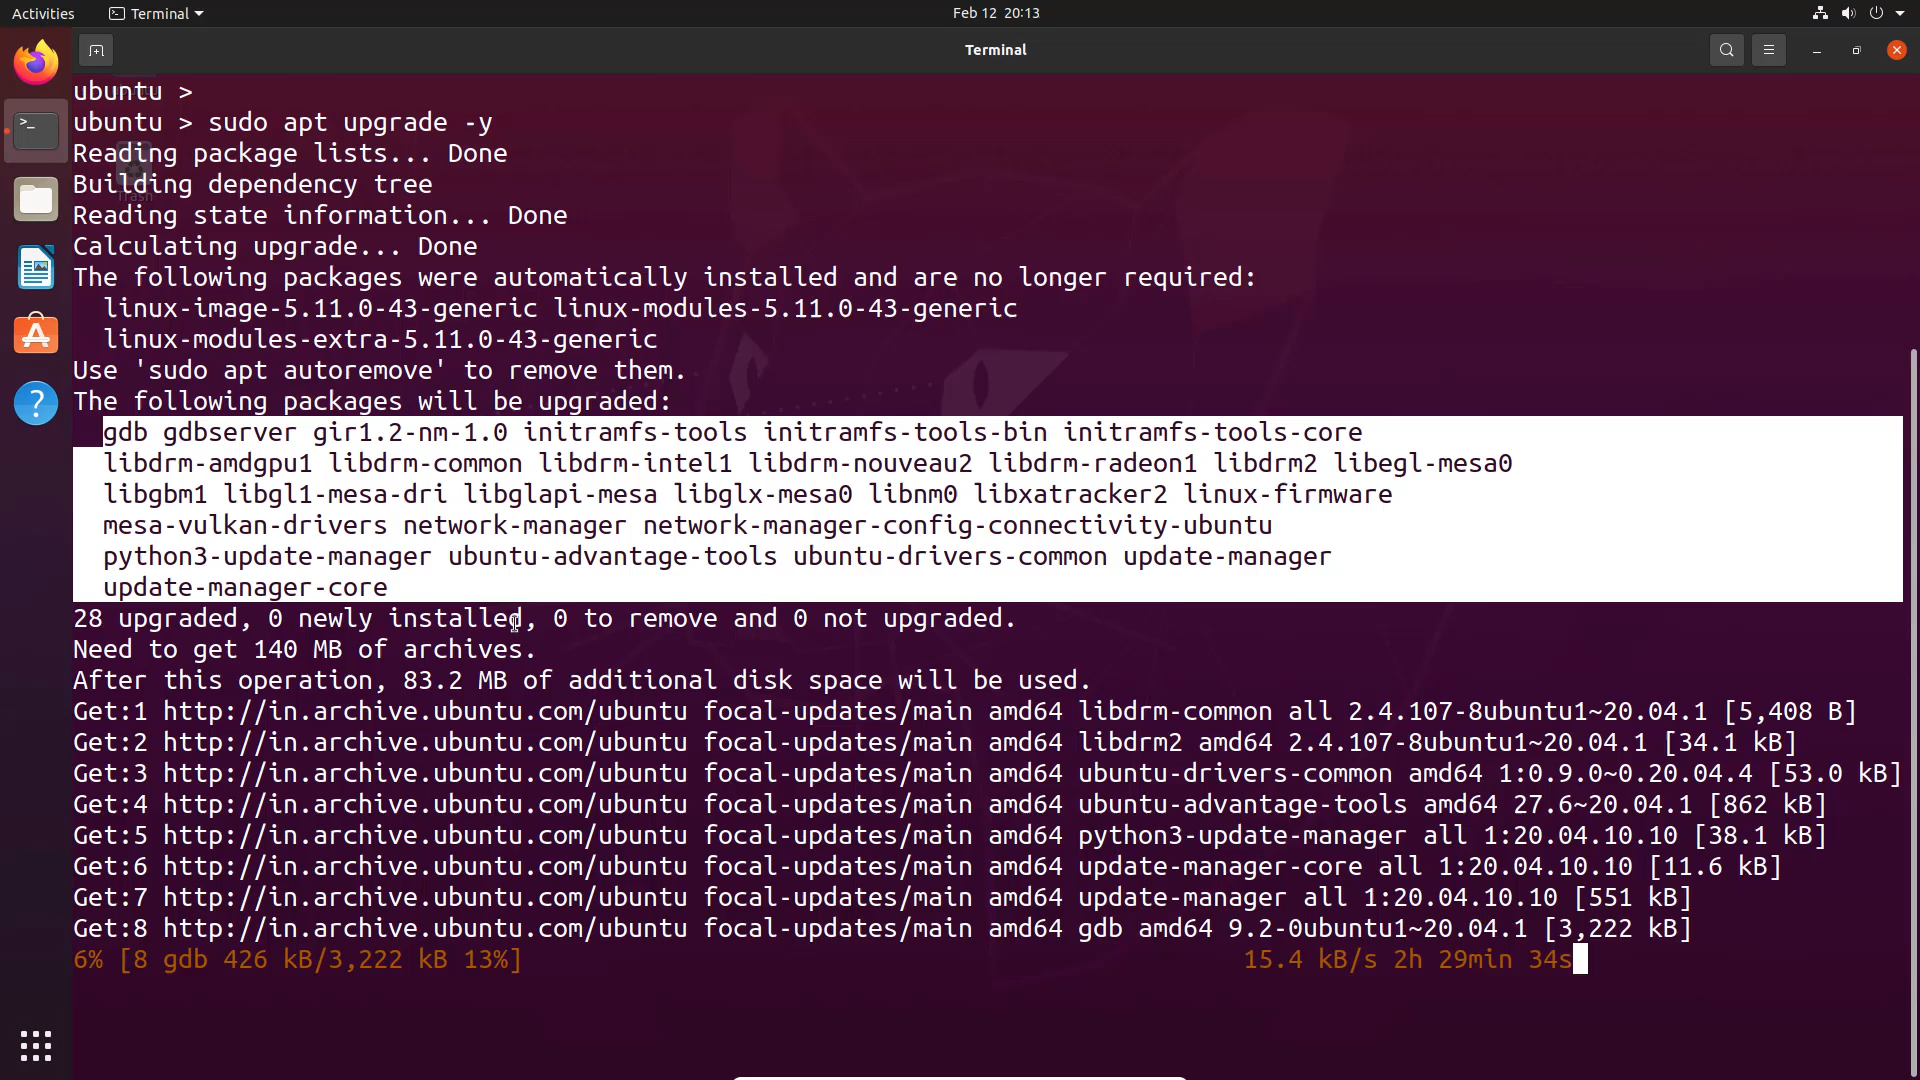 Activities
Terminal
Feb 12 20:13
Terminal
ubuntu >
ubuntu > sudo apt upgrade -y
Reading package lists... Done
Building dependency tree
Reading state information... Done
Calculating upgrade... Done
The following packages were automatically installed and are no longer required:
linux-image-5.11.0-43-generic linux-modules-5.11.0-43-generic
linux-modules-extra-5.11.0-43-generic
Use 'sudo apt autoremove' to remove them.
The following packages will be upgraded:
gdb gdbserver gir1.2-nm-1.0 initramfs-tools initramfs-tools-bin initramfs-tools-core
libdrm-amdgpu1 libdrm-common libdrm-intel1 libdrm-nouveau2 libdrm-radeon1 libdrm2 libegl-mesa0
libgbm1 libgl1-mesa-dri libglapi-mesa libglx-mesa0 libnm0 libxatracker2 linux-firmware
mesa-vulkan-drivers network-manager network-manager-config-connectivity-ubuntu
python3-update-manager ubuntu-advantage-tools ubuntu-drivers-common update-manager
update-manager-core
28 upgraded, 0 newly installed, 0 to remove and 0 not upgraded.
Need to get 140 MB of archives.
After this operation, 83.2 MB of additional disk space will be used.
Get:1 http://in.archive.ubuntu.com/ubuntu focal-updates/main amd64 libdrm-common all 2.4.107-8ubuntu1~20.04.1 [5,408 B]
Get:2 http://in.archive.ubuntu.com/ubuntu focal-updates/main amd64 libdrm2 amd64 2.4.107-8ubuntu1~20.04.1 [34.1 kB]
Get:3 http://in.archive.ubuntu.com/ubuntu focal-updates/main amd64 ubuntu-drivers-common amd64 1:0.9.0~0.20.04.4 [53.0 kB]
Get:4 http://in.archive.ubuntu.com/ubuntu focal-updates/main amd64 ubuntu-advantage-tools amd64 27.6~20.04.1 [862 kB]
Get:5 http://in.archive.ubuntu.com/ubuntu focal-updates/main amd64 python3-update-manager all 1:20.04.10.10 [38.1 kB]
Get:6 http://in.archive.ubuntu.com/ubuntu focal-updates/main amd64 update-manager-core all 1:20.04.10.10 [11.6 kB]
Get:7 http://in.archive.ubuntu.com/ubuntu focal-updates/main amd64 update-manager all 1:20.04.10.10 [551 kB]
Get:8 http://in.archive.ubuntu.com/ubuntu focal-updates/main amd64 gdb amd64 9.2-0ubuntu1~20.04.1 [3,222 kB]
6% [8 gdb 426 kB/3,222 kB 13%] 15.4 kB/s 2h 29min 34s